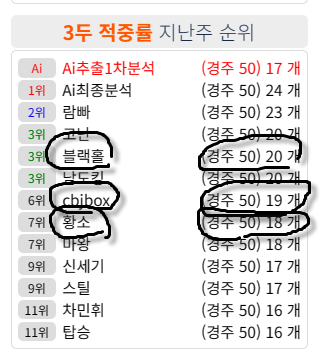 3두 적중률 지난주 순위
Ai Ai추출1차분석 (경주 50) 17 개
1위 Ai최종분석 (경주 50) 24 개
2위 람빠 (경주 50) 23 개
3위 코난 (경주 50) 20 개
3위 블랙홀 (경주 50) 20 개
3위 남도킹 (경주 50) 20 개
6위 cbjbox (경주 50) 19 개
7위 황소 (경주 50) 18 개
7위 마왕 (경주 50) 18 개
9위 신세기 (경주 50) 17 개
9위 스틸 (경주 50) 17 개
11위 차민휘 (경주 50) 16 개
11위 탑승 (경주 50) 16 개